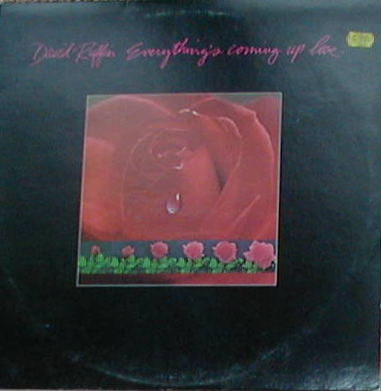 David Ruffin Everything's coming up love